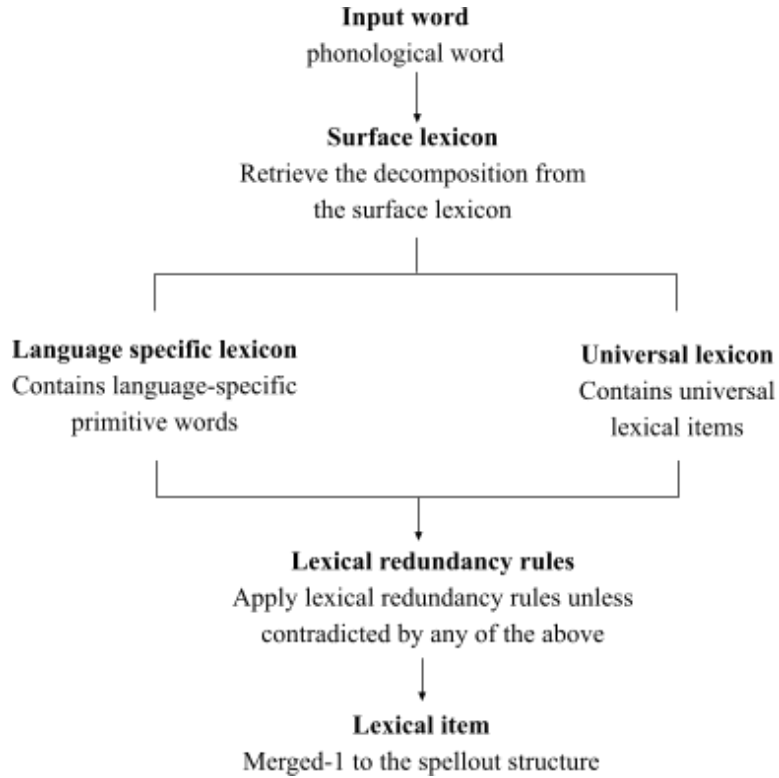 Input word
phonological word
Surface lexicon
Retrieve the decomposition from
the surface lexicon
Language specific lexicon
Contains language-specific
primitive words
Universal lexicon
Contains universal
lexical items
Lexical redundancy rules
Apply lexical redundancy rules unless
contradicted by any of the above
Lexical item
Merged-1 to the spellout structure